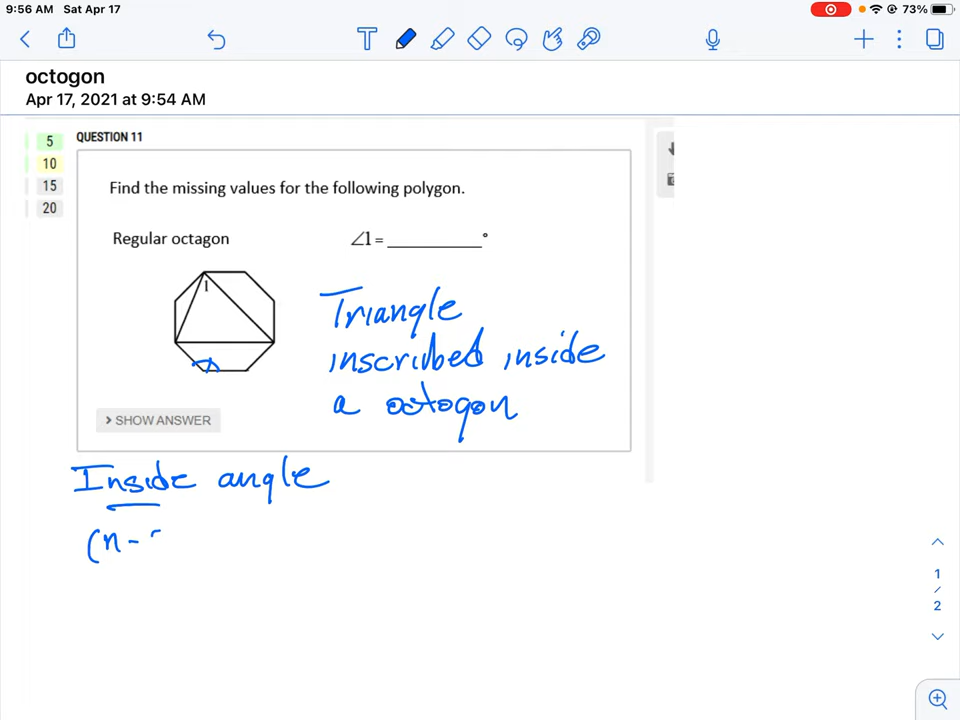 9:56 AM Sat Apr 17
73%
octogon
Apr 17, 2021 at 9:54 AM
5
10
15
20
QUESTION 11
Find the missing values for the following polygon.
Regular octagon
∠1 = __________ °
1
Triangle
inscribed inside
a octogon
> SHOW ANSWER
Inside angle
(n-
1
/
2